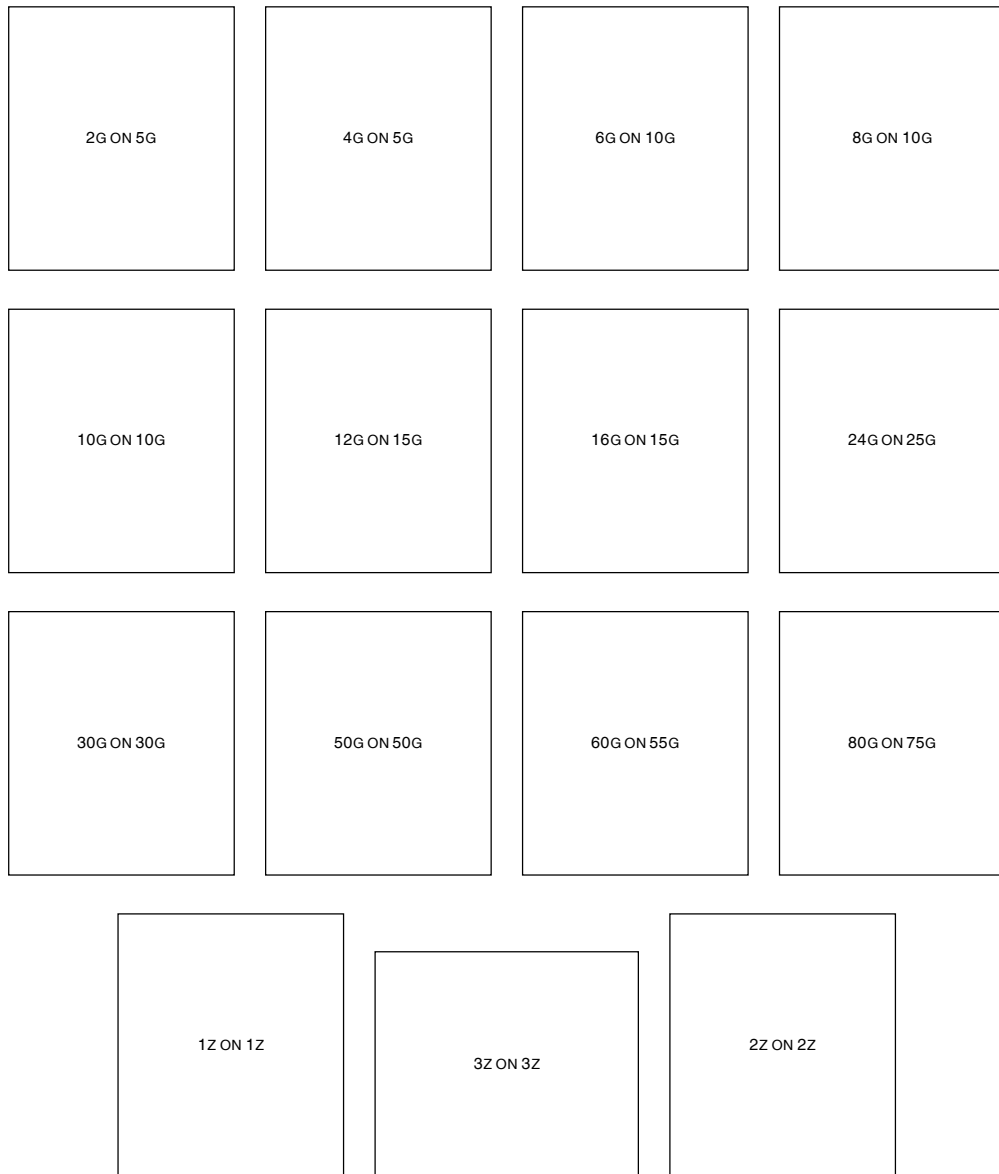 2G ON 5G
4G ON 5G
6G ON 10G
8G ON 10G
10G ON 10G
12G ON 15G
16G ON 15G
24G ON 25G
30G ON 30G
50G ON 50G
60G ON 55G
80G ON 75G
1Z ON 1Z
3Z ON 3Z
2Z ON 2Z